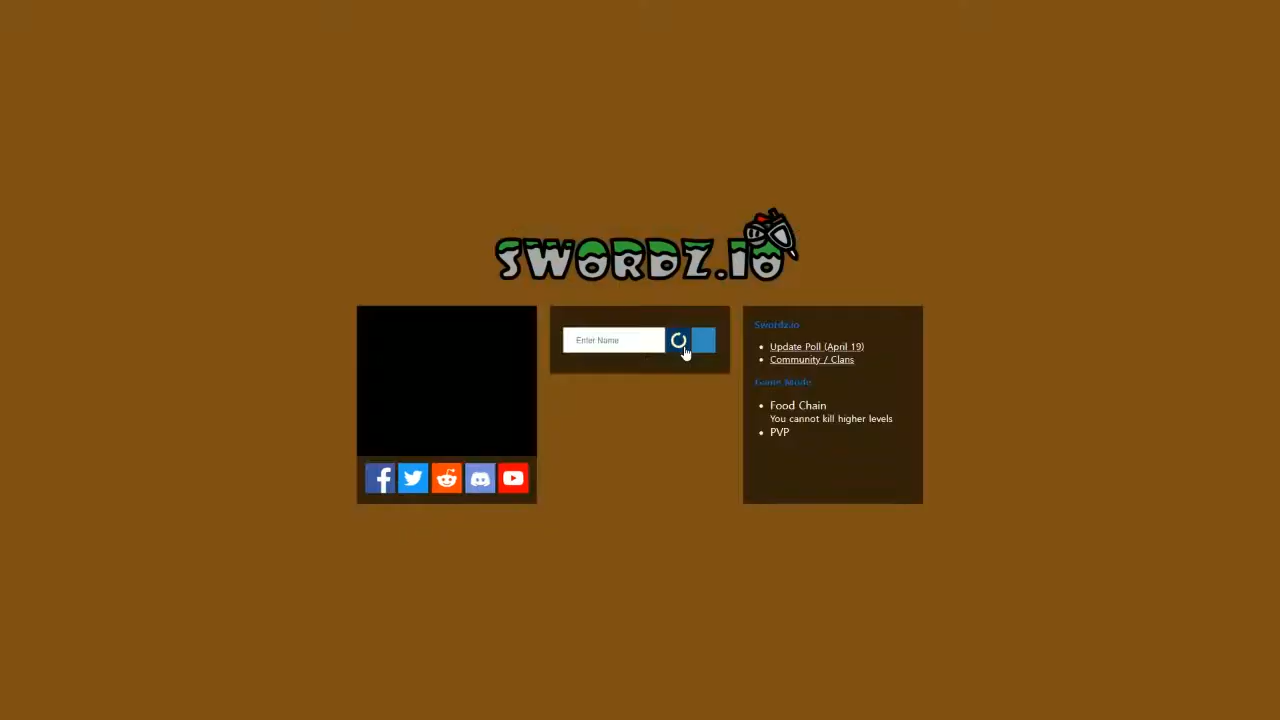 SWORDZ.IO
Enter Name
Swordz.io
Update Poll (April 19)
Community / Clans
Game Mode
Food Chain
You cannot kill higher levels
PVP